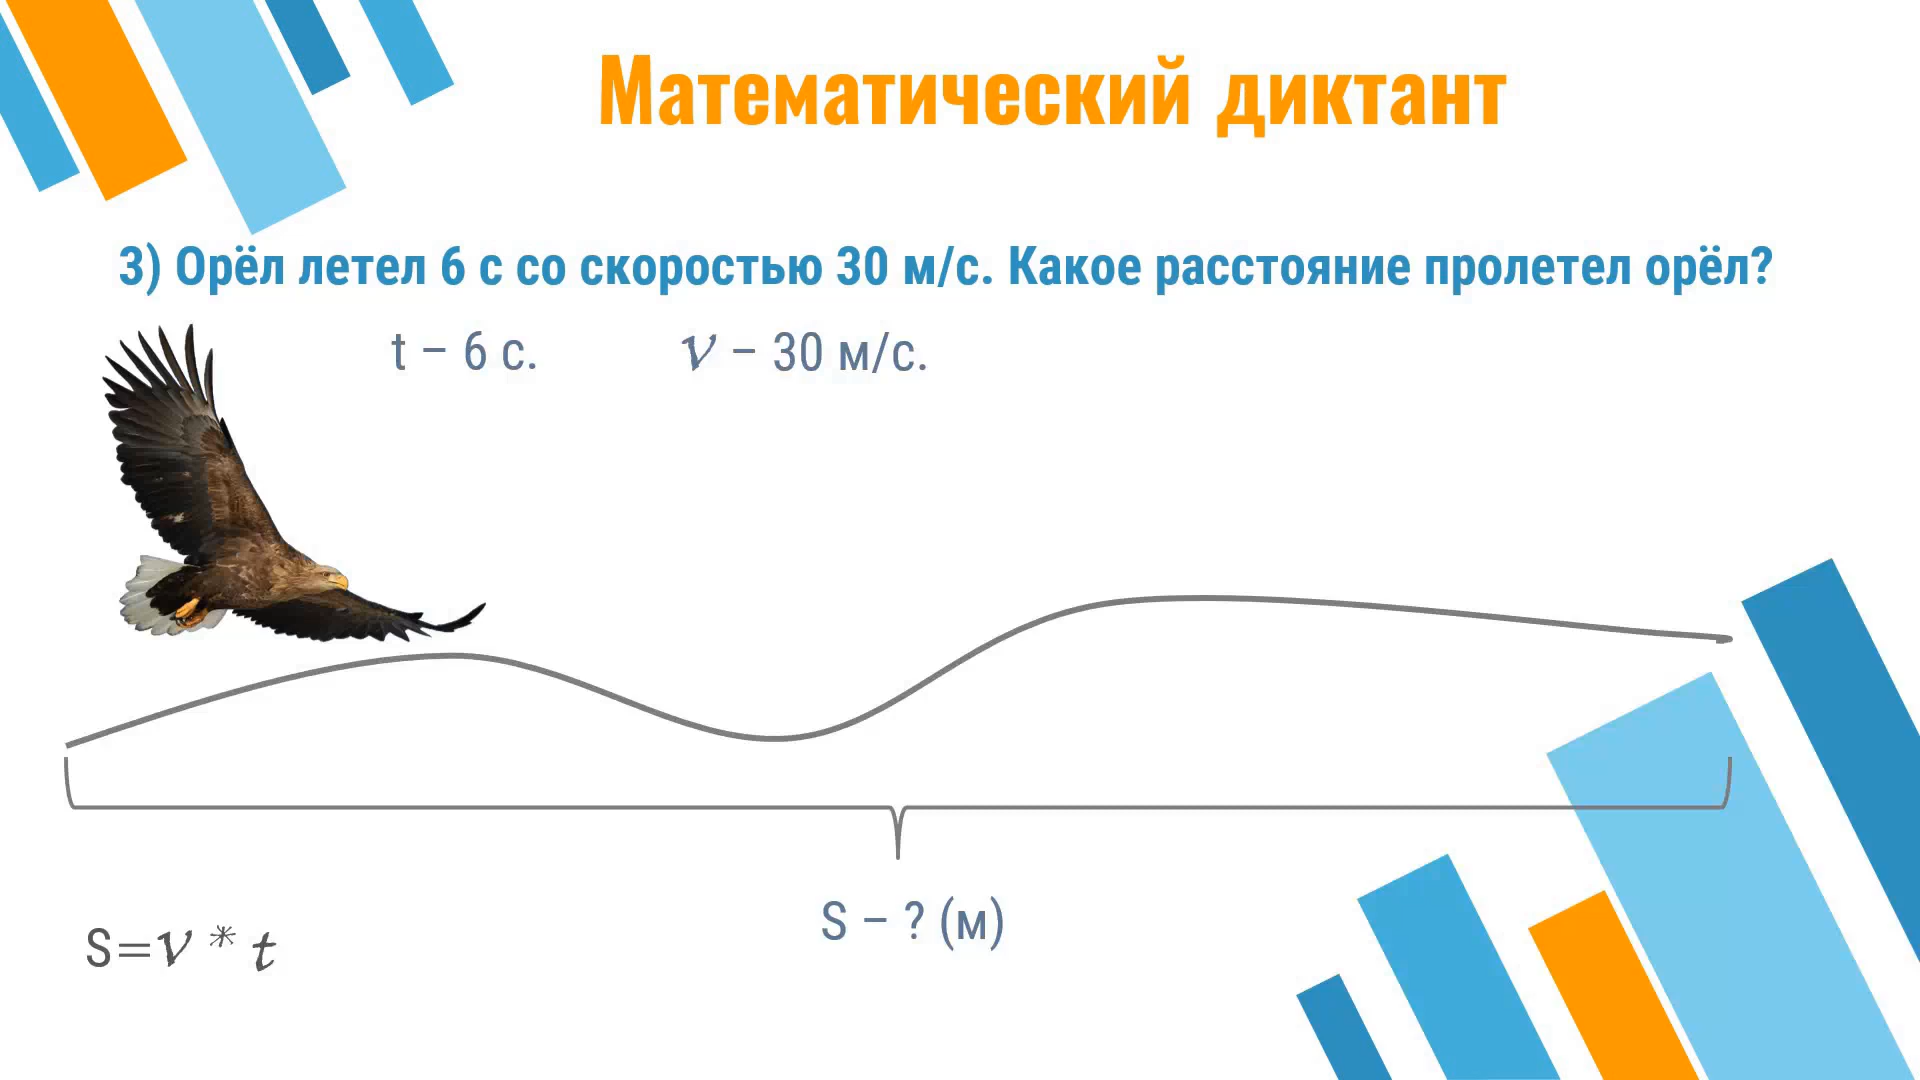 Математический диктант
3) Орёл летел 6 с со скоростью 30 м/с. Какое расстояние пролетел орёл?
t – 6 с. v – 30 м/с.
S – ? (м)
S=v * t